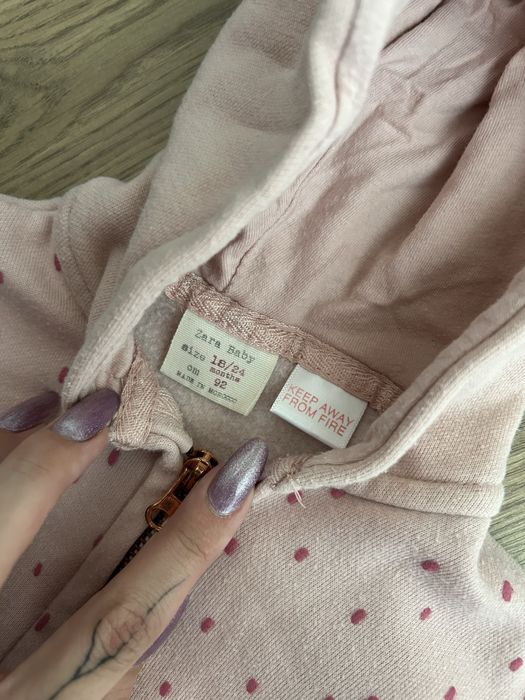 Zara Baby
size 18/24
months
cm 92
MADE IN MOROCCO
KEEP AWAY
FROM FIRE